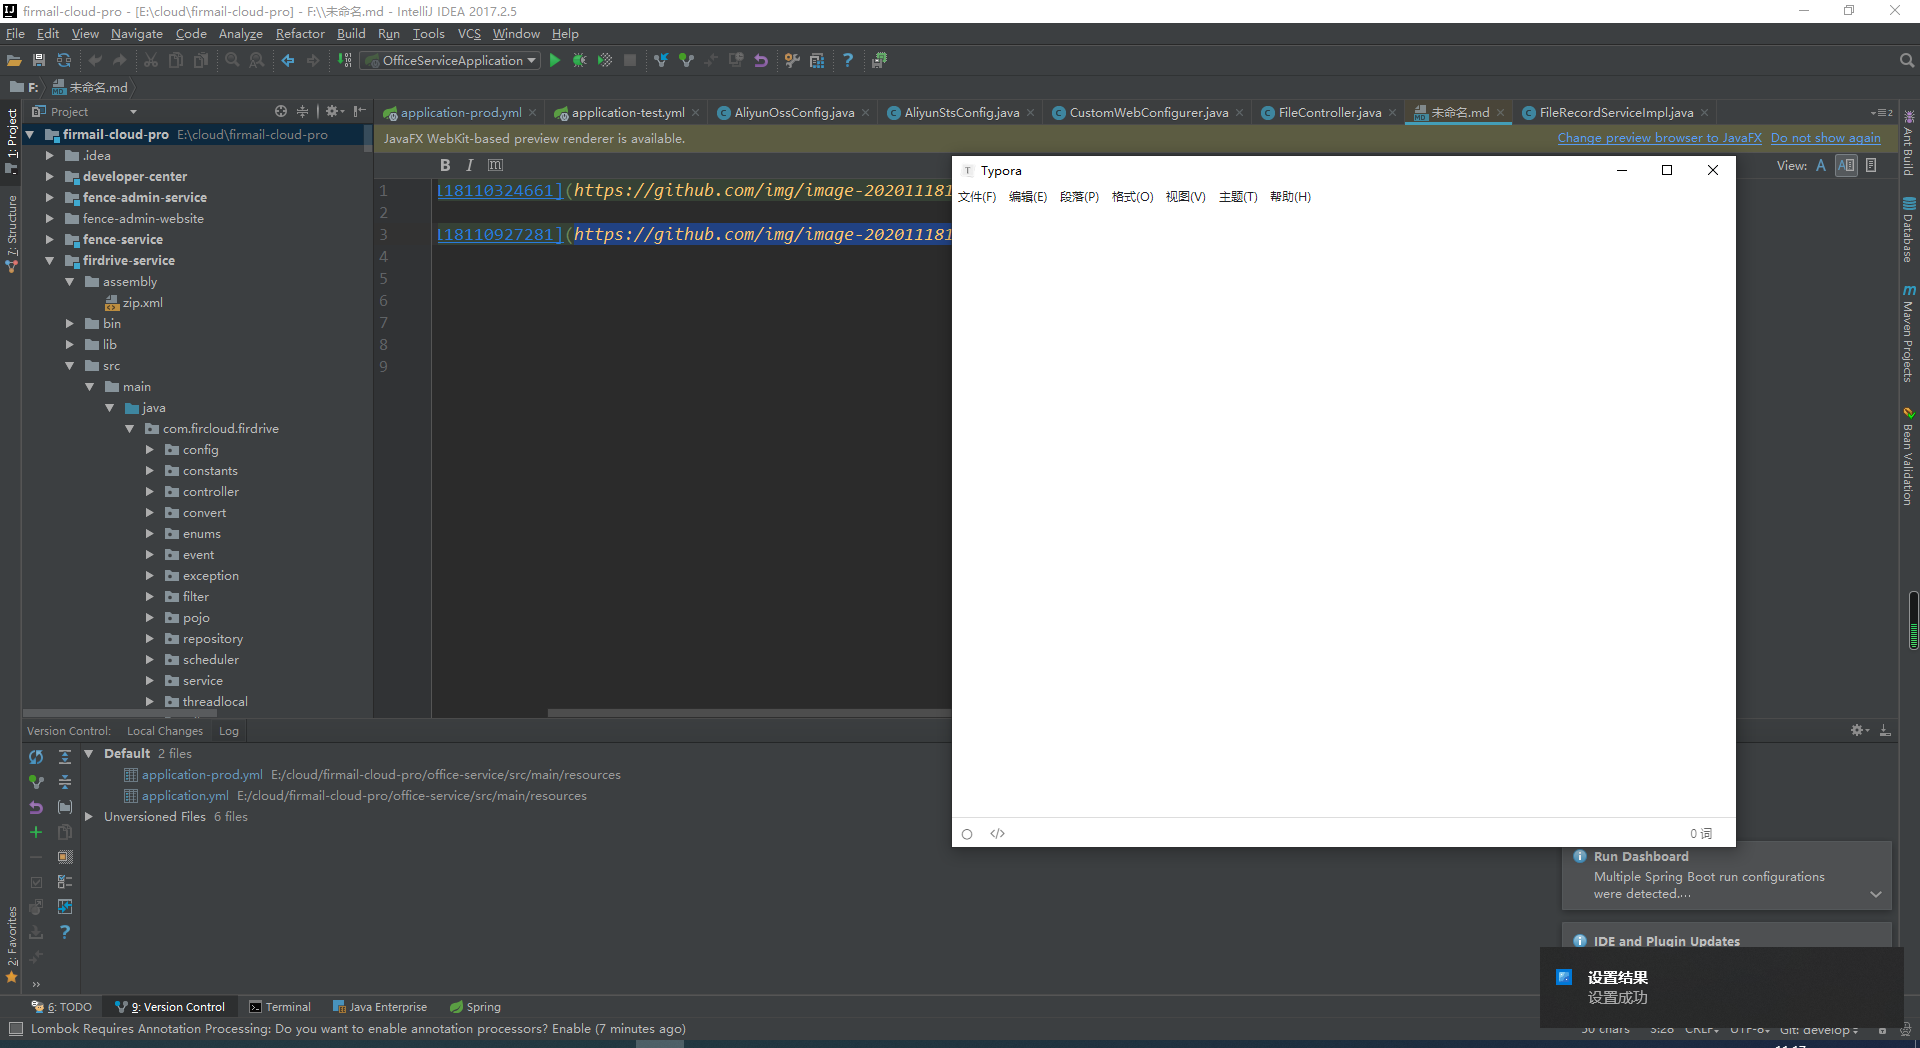 firmail-cloud-pro - [E:\cloud\firmail-cloud-pro] - F:\\未命名.md - IntelliJ IDEA 2017.2.5
File Edit View Navigate Code Analyze Refactor Build Run Tools VCS Window Help
OfficeServiceApplication
F: 未命名.md
Project
application-prod.yml application-test.yml AliyunOssConfig.java AliyunStsConfig.java CustomWebConfigurer.java FileController.java 未命名.md FileRecordServiceImpl.java
JavaFX WebKit-based preview renderer is available. Change preview browser to JavaFX Do not show again
B I m View: A
firmail-cloud-pro E:\cloud\firmail-cloud-pro
.idea
developer-center
fence-admin-service
fence-admin-website
fence-service
firdrive-service
assembly
zip.xml
bin
lib
src
main
java
com.fircloud.firdrive
config
constants
controller
convert
enums
event
exception
filter
pojo
repository
scheduler
service
threadlocal
1 118110324661](https://github.com/img/image-202011181
2
3 118110927281](https://github.com/img/image-202011181
4
5
6
7
8
9
Typora
文件(F) 编辑(E) 段落(P) 格式(O) 视图(V) 主题(T) 帮助(H)
</> 0 词
1: Project
7: Structure
2: Favorites
Ant Build
Database
Maven Projects
Bean Validation
Version Control: Local Changes Log
Default 2 files
application-prod.yml E:/cloud/firmail-cloud-pro/office-service/src/main/resources
application.yml E:/cloud/firmail-cloud-pro/office-service/src/main/resources
Unversioned Files 6 files
Run Dashboard
Multiple Spring Boot run configurations
were detected....
IDE and Plugin Updates
设置结果
设置成功
6: TODO 9: Version Control Terminal Java Enterprise Spring
Lombok Requires Annotation Processing: Do you want to enable annotation processors? Enable (7 minutes ago) 50 chars 3:28 CRLF UTF-8 Git: develop